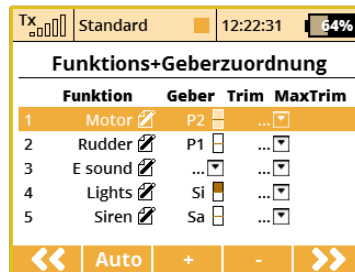 Tx Standard 12:22:31 64%
Funktions+Geberzuordnung
Funktion Geber Trim MaxTrim
1 Motor P2 ...
2 Rudder P1 ...
3 E sound ... ...
4 Lights Si ...
5 Siren Sa ...
<< Auto + - >>